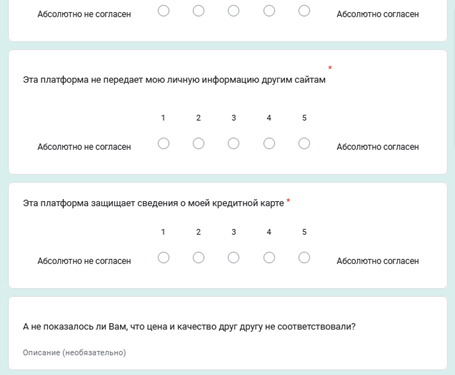 Абсолютно не согласен Абсолютно согласен
Эта платформа не передает мою личную информацию другим сайтам *
1 2 3 4 5
Абсолютно не согласен Абсолютно согласен
Эта платформа защищает сведения о моей кредитной карте *
1 2 3 4 5
Абсолютно не согласен Абсолютно согласен
А не показалось ли Вам, что цена и качество друг другу не соответствовали?
Описание (необязательно)